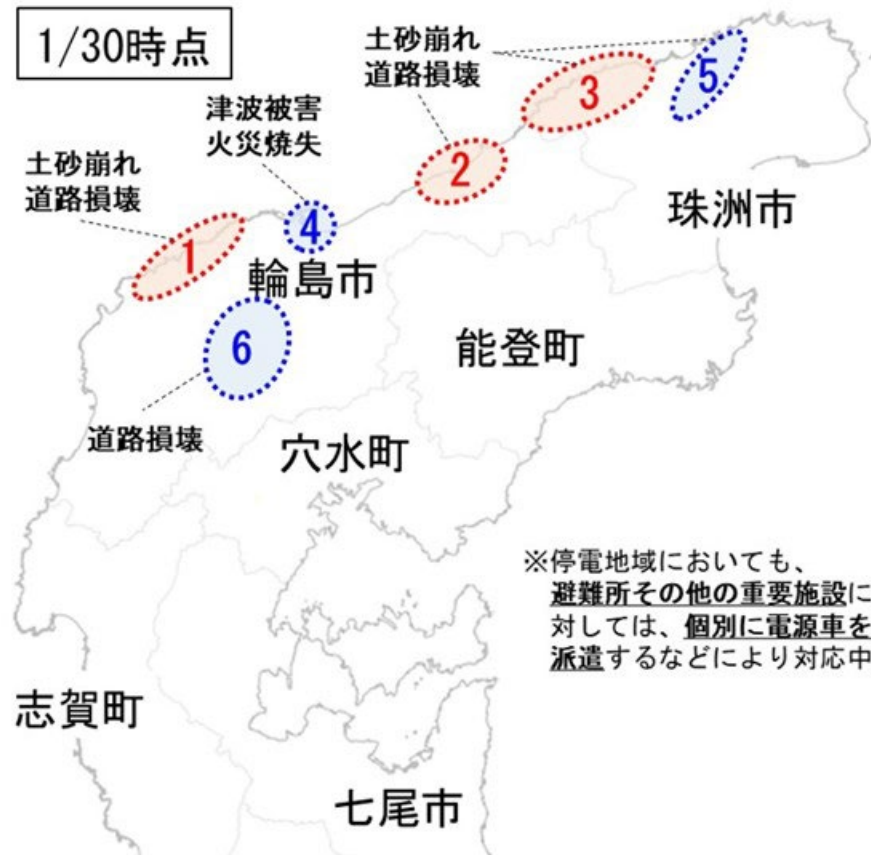 1/30時点
土砂崩れ
道路損壊
3
5
津波被害
火災焼失
2
土砂崩れ
道路損壊
珠洲市
4
1
輪島市
6
能登町
道路損壊
穴水町
※停電地域においても、
避難所その他の重要施設に
対しては、個別に電源車を
派遣するなどにより対応中
志賀町
七尾市